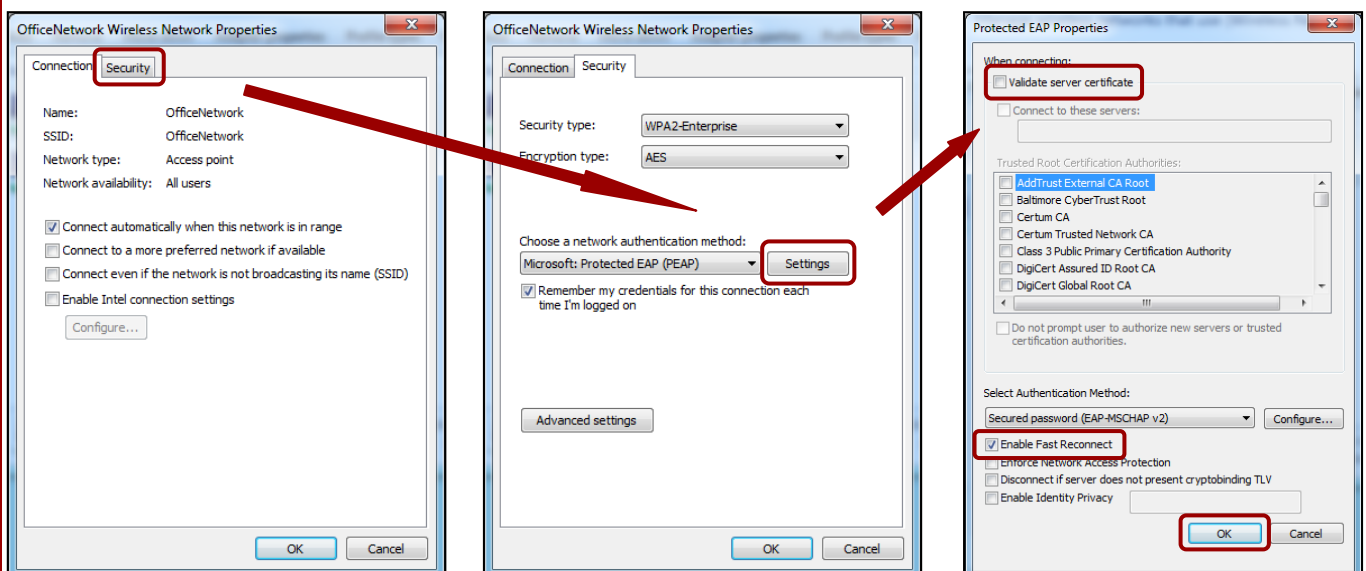 OfficeNetwork Wireless Network Properties
Connection
Security
Name: OfficeNetwork
SSID: OfficeNetwork
Network type: Access point
Network availability: All users
Connect automatically when this network is in range
Connect to a more preferred network if available
Connect even if the network is not broadcasting its name (SSID)
Enable Intel connection settings
Configure...
OK
Cancel
OfficeNetwork Wireless Network Properties
Connection
Security
Security type: WPA2-Enterprise
Encryption type: AES
Choose a network authentication method:
Microsoft: Protected EAP (PEAP)
Settings
Remember my credentials for this connection each
time I'm logged on
Advanced settings
OK
Cancel
Protected EAP Properties
When connecting:
Validate server certificate
Connect to these servers:
Trusted Root Certification Authorities:
AddTrust External CA Root
Baltimore CyberTrust Root
Certum CA
Certum Trusted Network CA
Class 3 Public Primary Certification Authority
DigiCert Assured ID Root CA
DigiCert Global Root CA
Do not prompt user to authorize new servers or trusted
certification authorities.
Select Authentication Method:
Secured password (EAP-MSCHAP v2)
Configure...
Enable Fast Reconnect
Enforce Network Access Protection
Disconnect if server does not present cryptobinding TLV
Enable Identity Privacy
OK
Cancel